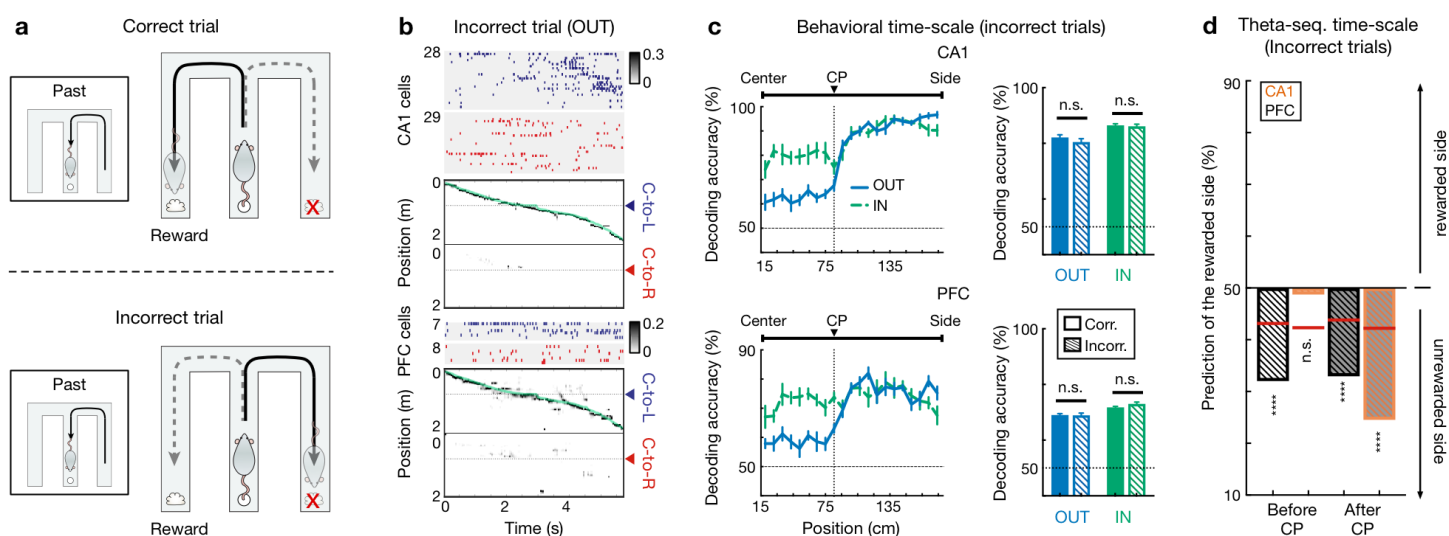 a
Correct trial
Past
X
Reward
Incorrect trial
Past
X
Reward
b
Incorrect trial (OUT)
28
CA1 cells
29
0.3
0
0
Position (m)
2
0
2
C-to-L
C-to-R
PFC cells
7
8
0.2
0
0
Position (m)
2
0
2
C-to-L
C-to-R
0 2 4
Time (s)
c
Behavioral time-scale (incorrect trials)
CA1
Center CP Side
Decoding accuracy (%)
100
50
OUT
IN
15 75 135
Decoding accuracy (%)
100
50
n.s. n.s.
OUT IN
PFC
Center CP Side
Decoding accuracy (%)
90
50
15 75 135
Position (cm)
Decoding accuracy (%)
100
50
Corr.
Incorr.
n.s. n.s.
OUT IN
d
Theta-seq. time-scale
(Incorrect trials)
Prediction of the rewarded side (%)
90
50
10
CA1
PFC
n.s.
****
****
****
Before
CP
After
CP
rewarded side
unrewarded side